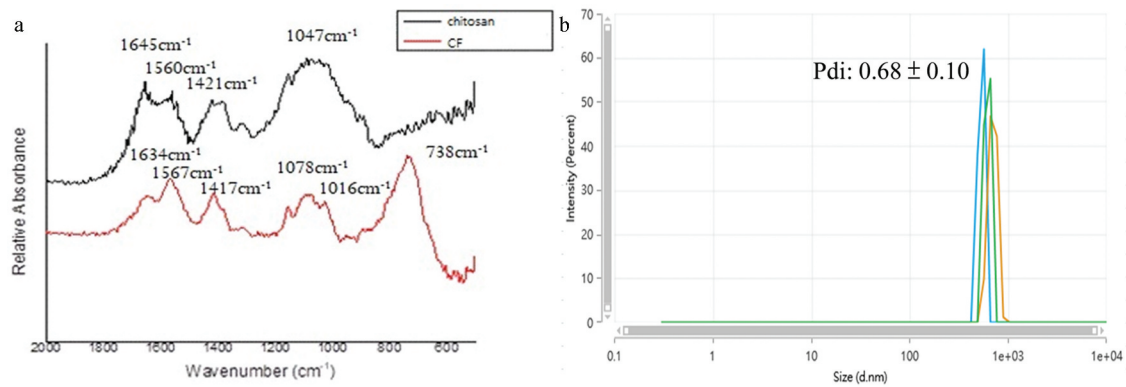 a
chitosan
CF
1645cm-1
1560cm-1
1421cm-1
1047cm-1
1634cm-1
1567cm-1
1417cm-1
1078cm-1
1016cm-1
738cm-1
Relative Absorbance
2000 1800 1600 1400 1200 1000 800 600
Wavenumber (cm-1)
b
Pdi: 0.68 ± 0.10
Intensity (Percent)
70
60
50
40
30
20
10
0
0.1 1 10 100 1e+03 1e+04
Size (d.nm)